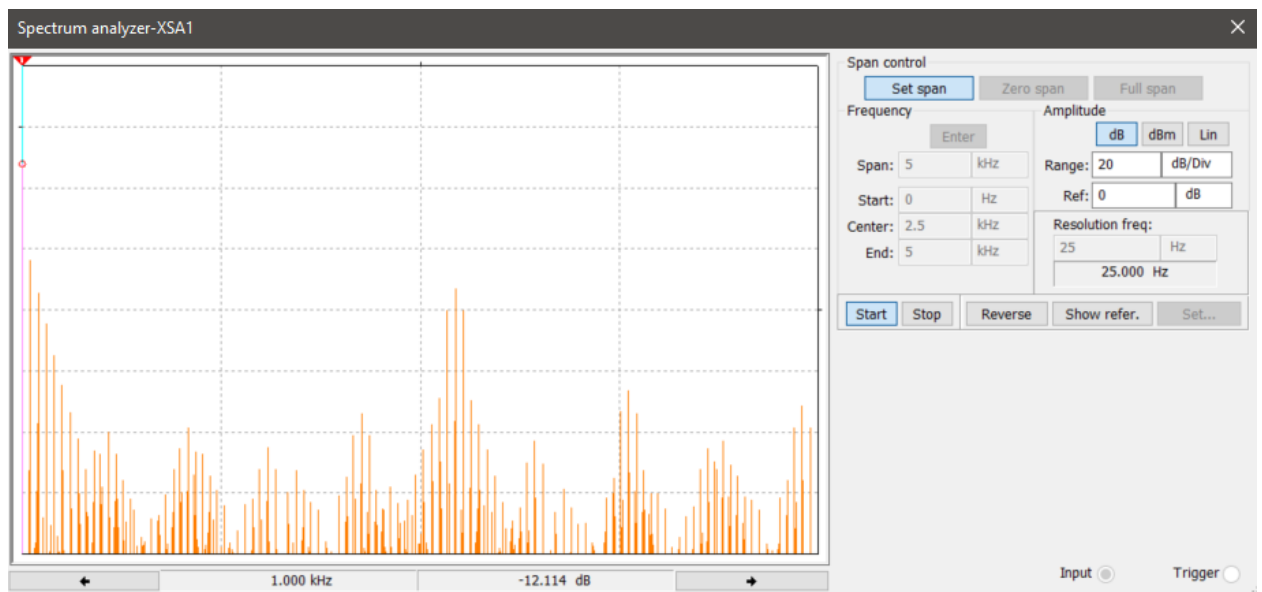 Spectrum analyzer-XSA1
1
Span control
Set span Zero span Full span
Frequency Amplitude
Enter dB dBm Lin
Span: 5 kHz Range: 20 dB/Div
Start: 0 Hz Ref: 0 dB
Center: 2.5 kHz Resolution freq:
End: 5 kHz 25 Hz
25.000 Hz
Start Stop Reverse Show refer. Set...
1.000 kHz -12.114 dB
Input Trigger